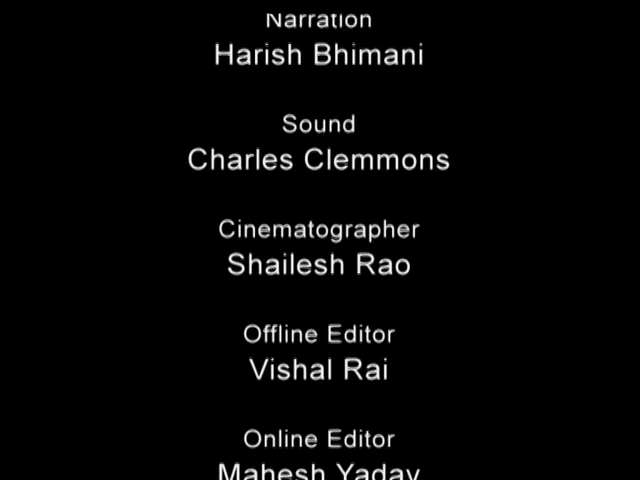 Narration
Harish Bhimani
Sound
Charles Clemmons
Cinematographer
Shailesh Rao
Offline Editor
Vishal Rai
Online Editor
Mahesh Yadav